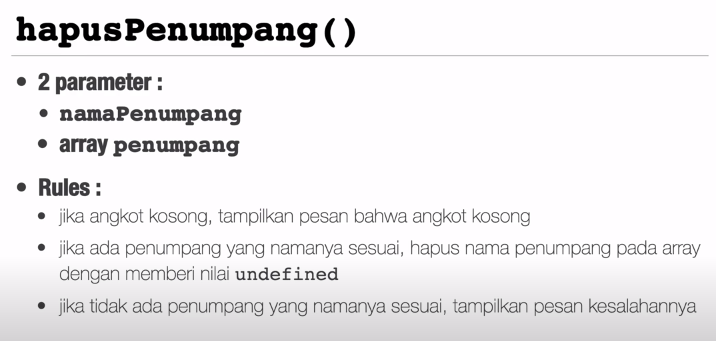 hapusPenumpang()
• 2 parameter :
• namaPenumpang
• array penumpang
• Rules :
• jika angkot kosong, tampilkan pesan bahwa angkot kosong
• jika ada penumpang yang namanya sesuai, hapus nama penumpang pada array
dengan memberi nilai undefined
• jika tidak ada penumpang yang namanya sesuai, tampilkan pesan kesalahannya